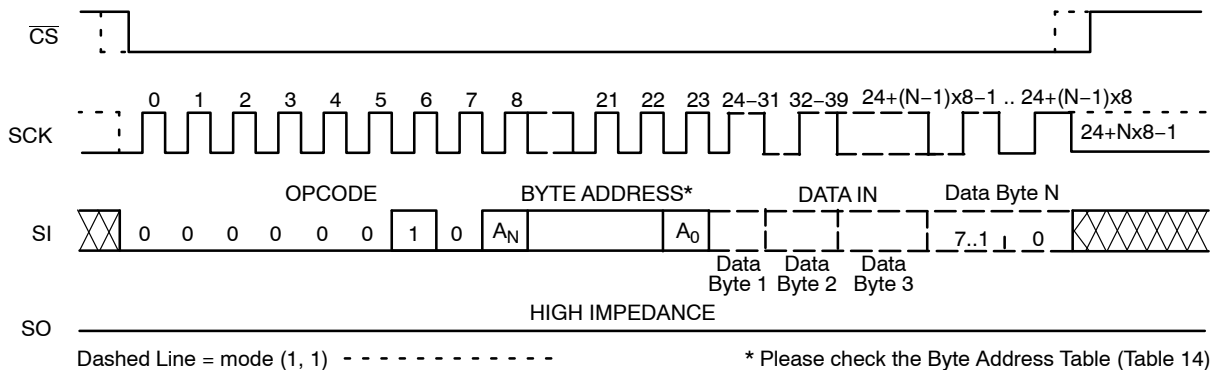 CS
0 1 2 3 4 5 6 7 8 21 22 23 24–31 32–39 24+(N–1)x8–1 .. 24+(N–1)x8
SCK
24+Nx8–1
OPCODE BYTE ADDRESS* DATA IN Data Byte N
SI 0 0 0 0 0 0 1 0 AN A0 7..1 0
Data Byte 1
Data Byte 2
Data Byte 3
HIGH IMPEDANCE
SO
Dashed Line = mode (1, 1)
* Please check the Byte Address Table (Table 14)